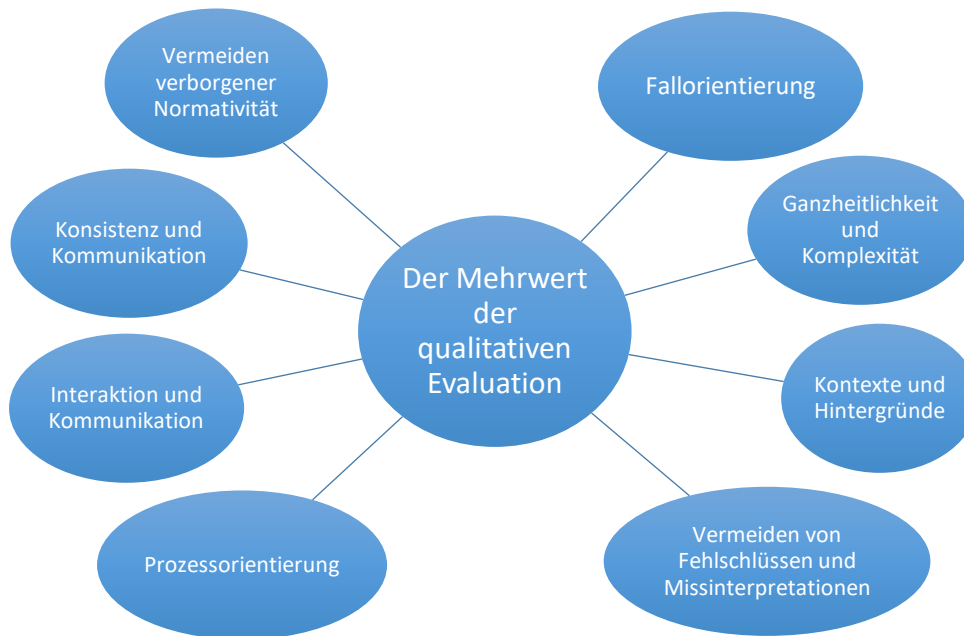 Vermeiden
verborgener
Normativität
Fallorientierung
Konsistenz und
Kommunikation
Ganzheitlichkeit
und
Komplexität
Der Mehrwert
der
qualitativen
Evaluation
Interaktion und
Kommunikation
Kontexte und
Hintergründe
Prozessorientierung
Vermeiden von
Fehlschlüssen und
Missinterpretationen